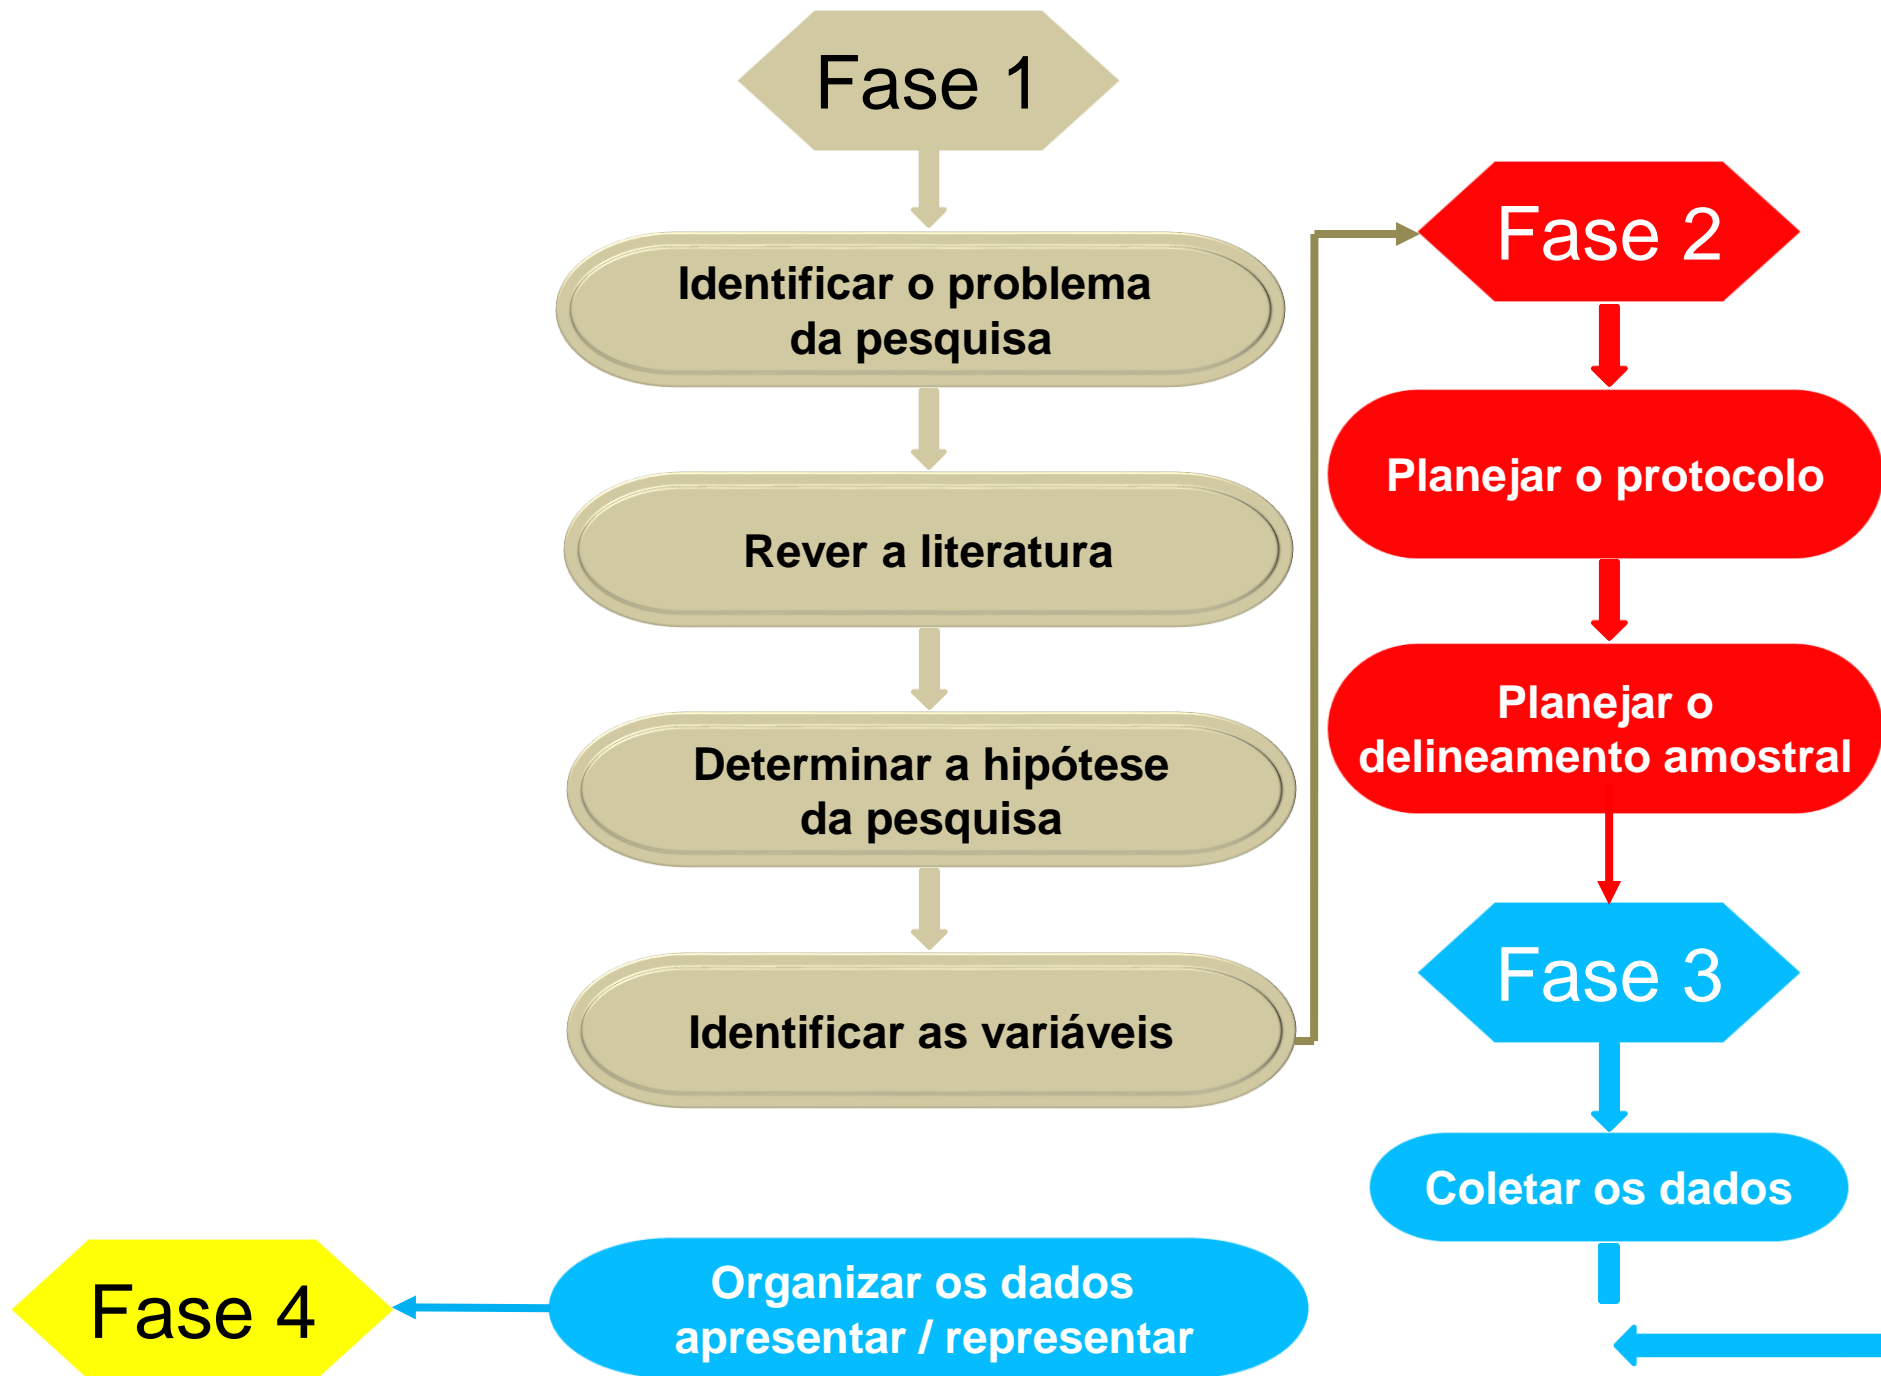 Fase 1
Identificar o problema
da pesquisa
Rever a literatura
Determinar a hipótese
da pesquisa
Identificar as variáveis
Fase 2
Planejar o protocolo
Planejar o
delineamento amostral
Fase 3
Coletar os dados
Organizar os dados
apresentar / representar
Fase 4